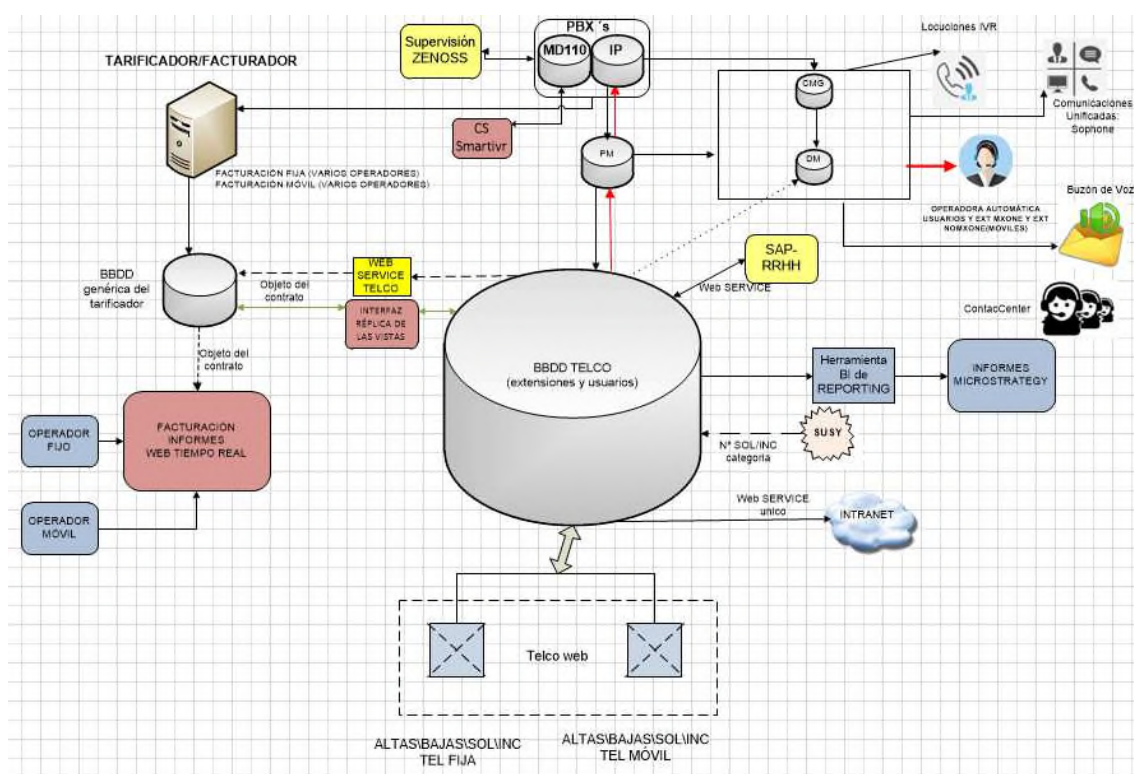 PBX ´s
MD110
IP
Supervisión
ZENOSS
CS
Smartivr
TARIFICADOR/FACTURADOR
FACTURACIÓN FIJA (VARIOS OPERADORES)
FACTURACIÓN MÓVIL (VARIOS OPERADORES)
PM
CMG
DM
Locuciones IVR
Comunicaciones
Unificadas:
Sophone
OPERADORA AUTOMÁTICA
USUARIOS Y EXT MXONE Y EXT
NOMXONE(MÓVILES)
Buzón de Voz
SAP-
RRHH
Web SERVICE
ContacCenter
BBDD
genérica del
tarificador
WEB
SERVICE
TELCO
Objeto del
contrato
INTERFAZ
RÉPLICA DE
LAS VISTAS
Objeto del
contrato
BBDD TELCO
(extensiones y usuarios)
Herramienta
BI de
REPORTING
INFORMES
MICROSTRATEGY
OPERADOR
FIJO
FACTURACIÓN
INFORMES
WEB TIEMPO REAL
SUSY
Nº SOL/INC
categoria
OPERADOR
MÓVIL
Web SERVICE
unico
INTRANET
Telco web
ALTAS\BAJAS\SOL\INC
TEL FIJA
ALTAS\BAJAS\SOL\INC
TEL MÓVIL